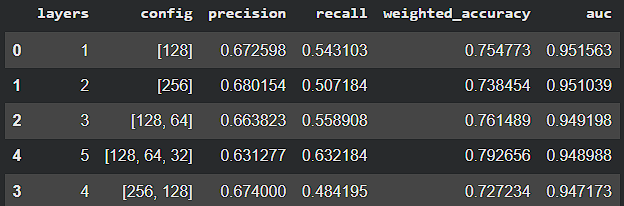 layers config precision recall weighted_accuracy auc
0 1 [128] 0.672598 0.543103 0.754773 0.951563
1 2 [256] 0.680154 0.507184 0.738454 0.951039
2 3 [128, 64] 0.663823 0.558908 0.761489 0.949198
4 5 [128, 64, 32] 0.631277 0.632184 0.792656 0.948988
3 4 [256, 128] 0.674000 0.484195 0.727234 0.947173